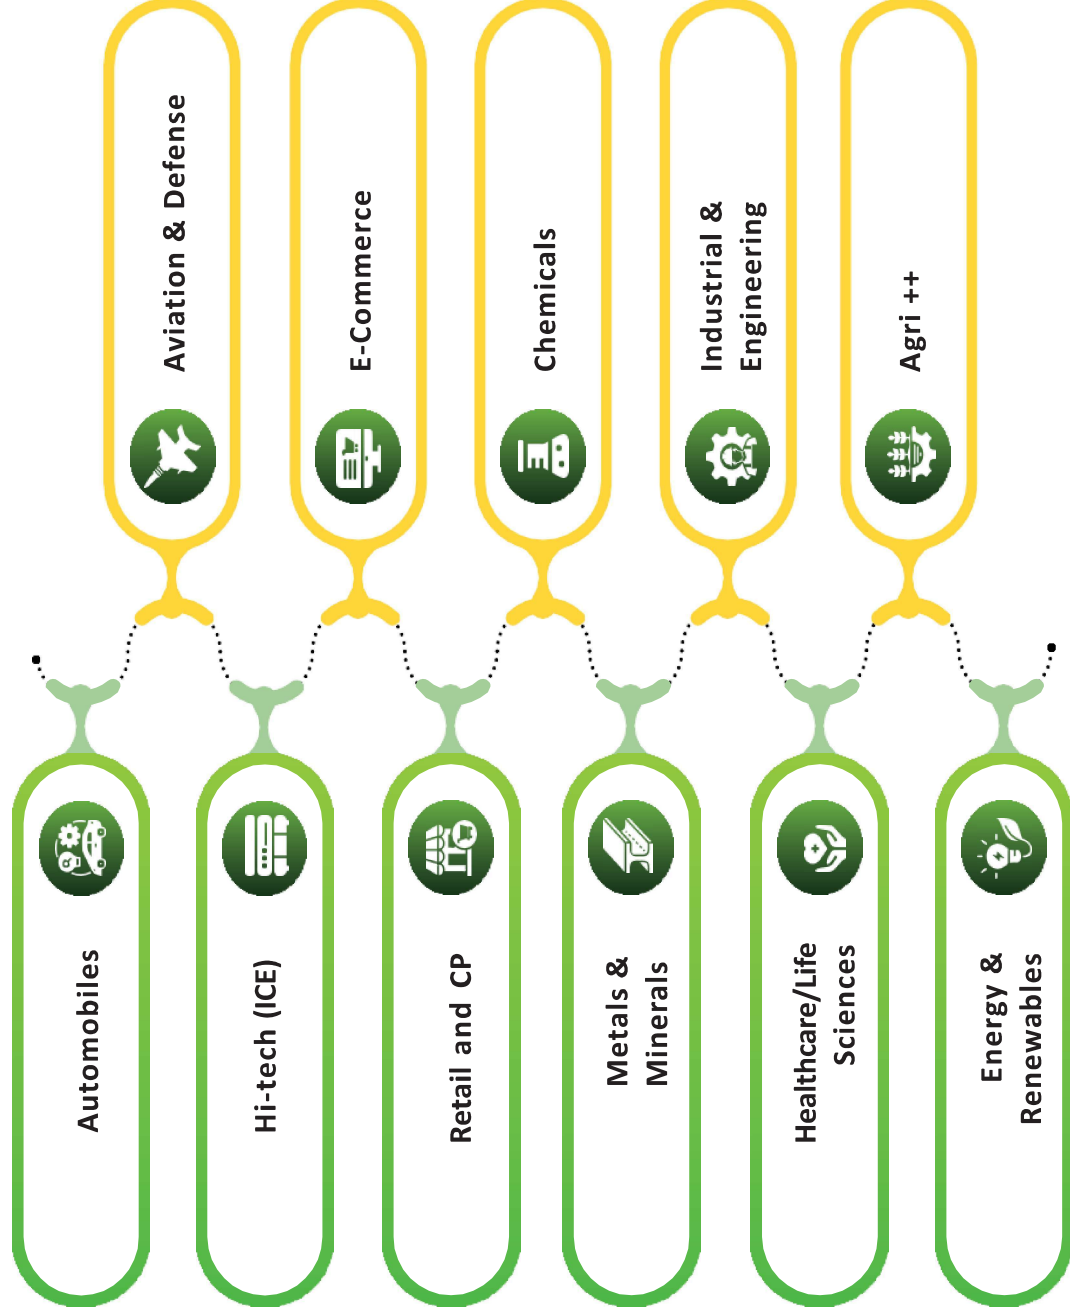 Aviation & Defense
E-Commerce
Chemicals
Industrial &
Engineering
Agri ++
Automobiles
Hi-tech (ICE)
Retail and CP
Metals &
Minerals
Healthcare/Life
Sciences
Energy &
Renewables